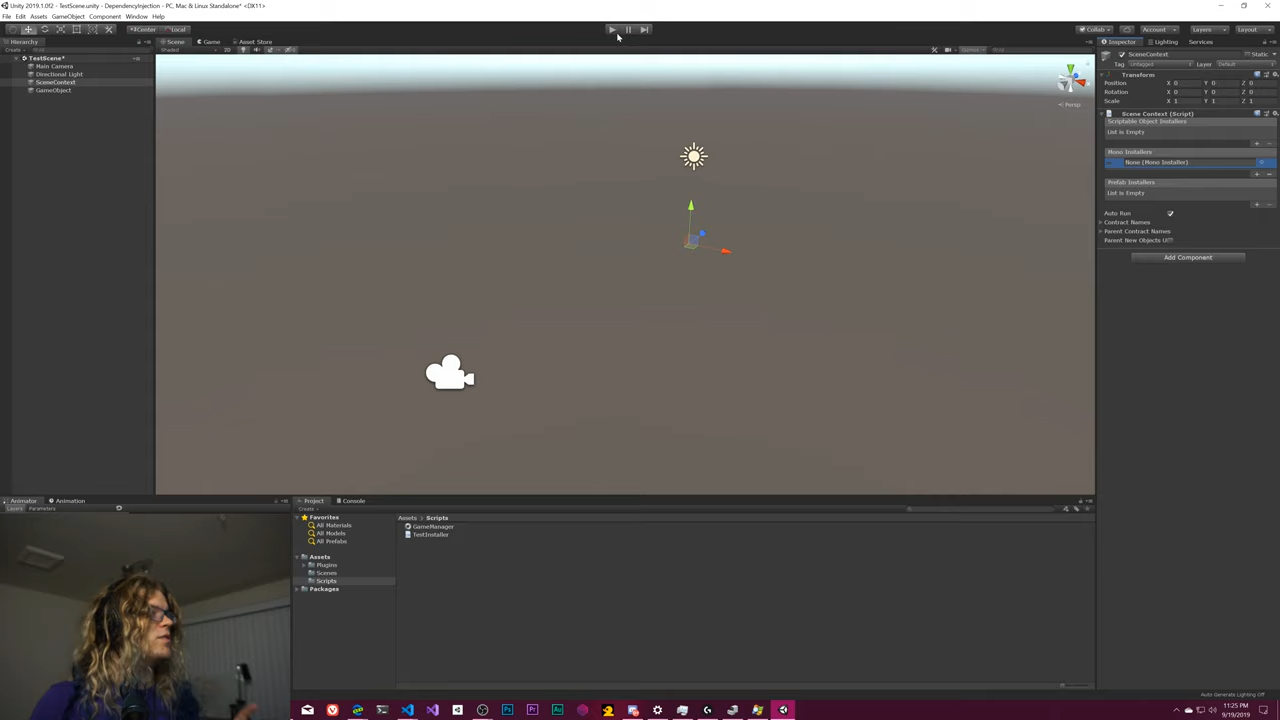 Unity 2019.1.0f2 - TestScene.unity - DependencyInjection - PC, Mac & Linux Standalone* <DX11>
File Edit Assets GameObject Component Window Help
Center Local Collab Account Layers Layout
Hierarchy Scene Game Asset Store Inspector Lighting Services
Create Shaded 2D Gizmos SceneContext Static
TestScene* Tag Untagged Layer Default
Main Camera
Directional Light Transform
SceneContext Position X 0 Y 0 Z 0
GameObject Rotation X 0 Y 0 Z 0
Scale X 1 Y 1 Z 1
Persp
Scene Context (Script)
Scriptable Object Installers
List is Empty
Mono Installers
None (Mono Installer)
Prefab Installers
List is Empty
Auto Run
Contract Names
Parent Contract Names
Parent New Objects U
Add Component
Animator Animation Project Console
Layers Parameters Create
Favorites Assets Scripts
All Materials GameManager
All Models TestInstaller
All Prefabs
Assets
Plugins
Scenes
Scripts
Packages
Auto Generate Lighting Off
11:25 PM
9/19/2019